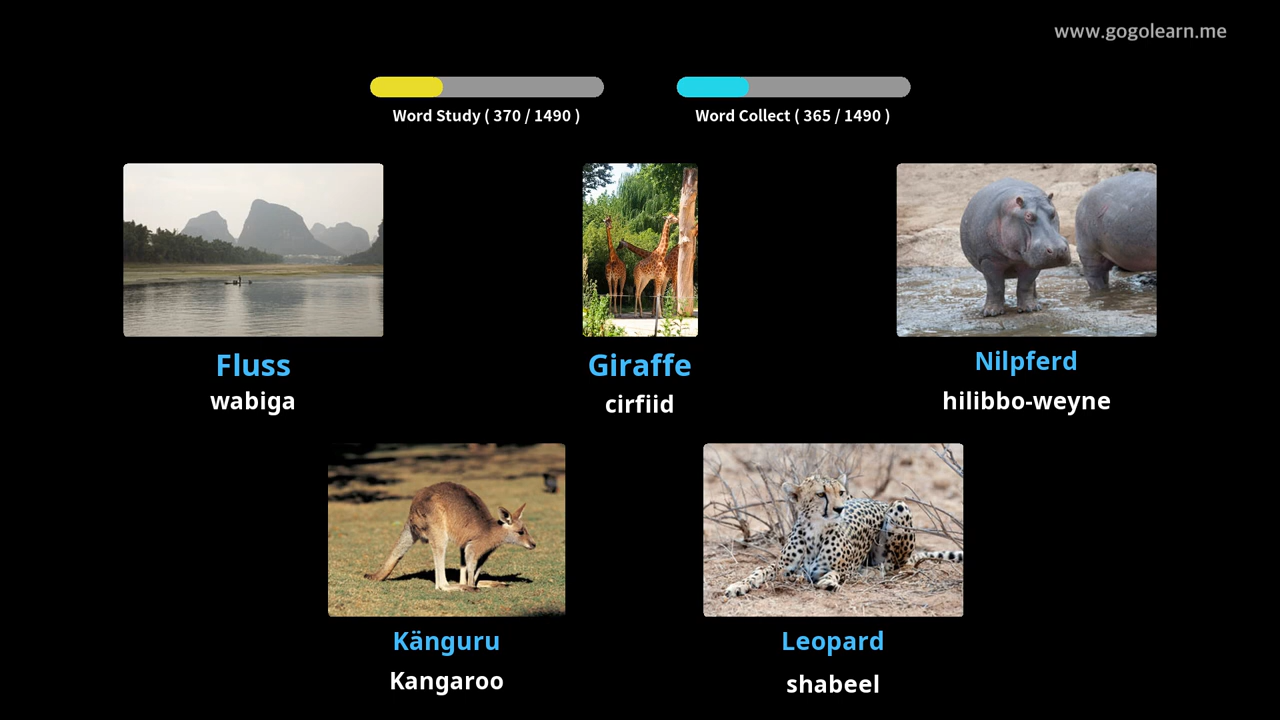 www.gogolearn.me
Word Study ( 370 / 1490 )
Word Collect ( 365 / 1490 )
Fluss
wabiga
Giraffe
cirfiid
Nilpferd
hilibbo-weyne
Känguru
Kangaroo
Leopard
shabeel